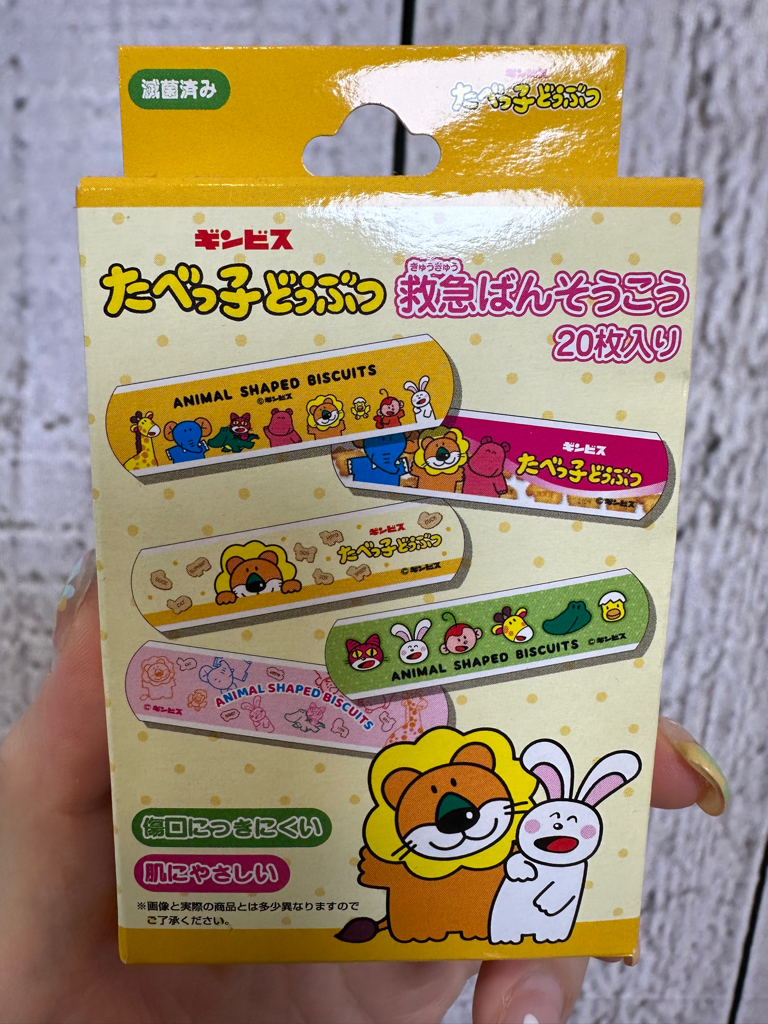 滅菌済み
ギンビス
たべっ子どうぶつ
ギンビス
たべっ子どうぶつ
きゅうきゅう
救急ばんそうこう
20枚入り
ANIMAL SHAPED BISCUITS
©ギンビス
ギンビス
たべっ子どうぶつ
©ギンビス
ギンビス
たべっ子どうぶつ
©ギンビス
ANIMAL SHAPED BISCUITS
©ギンビス
ANIMAL SHAPED BISCUITS
©ギンビス
傷口につきにくい
肌にやさしい
※画像と実際の商品とは多少異なりますので
ご了承ください。